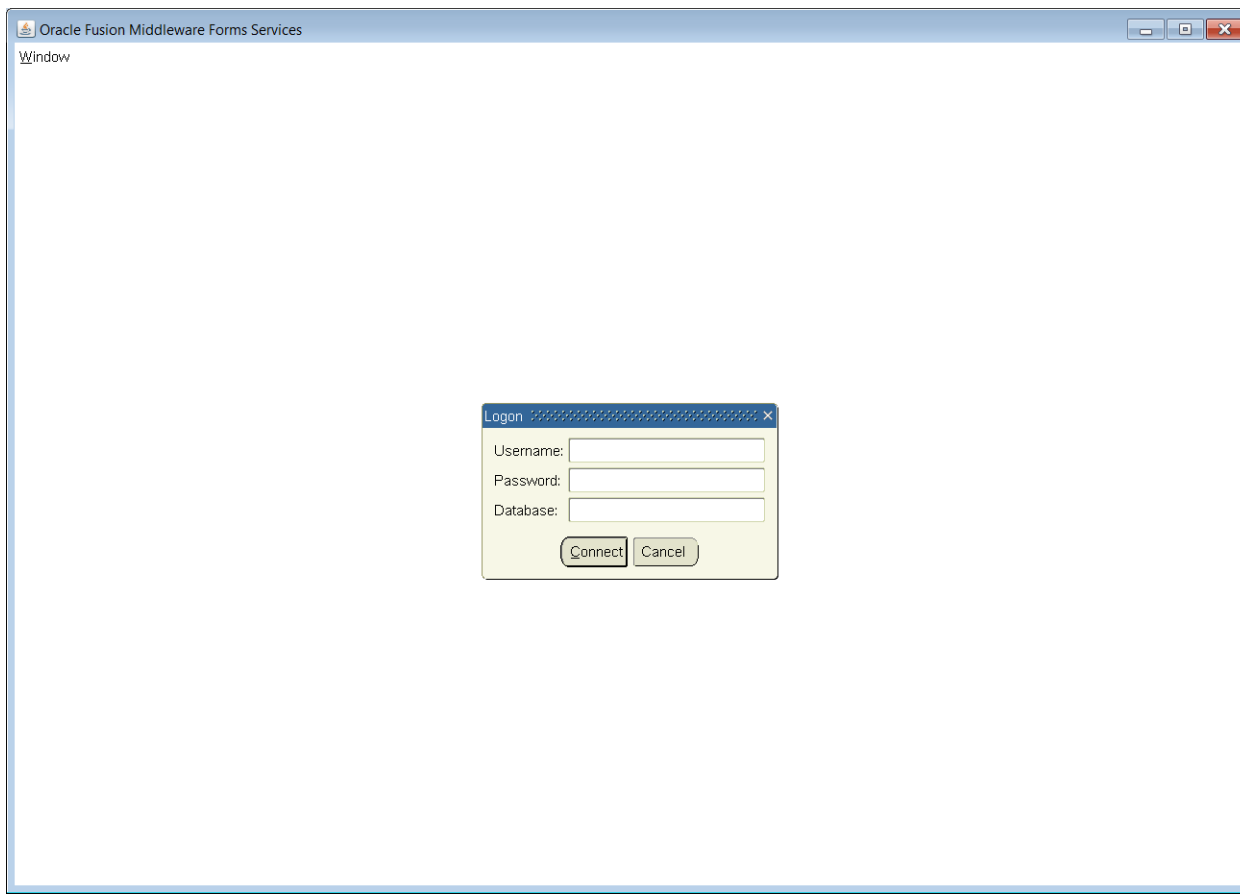 Oracle Fusion Middleware Forms Services
Window
Logon
Username:
Password:
Database:
Connect Cancel